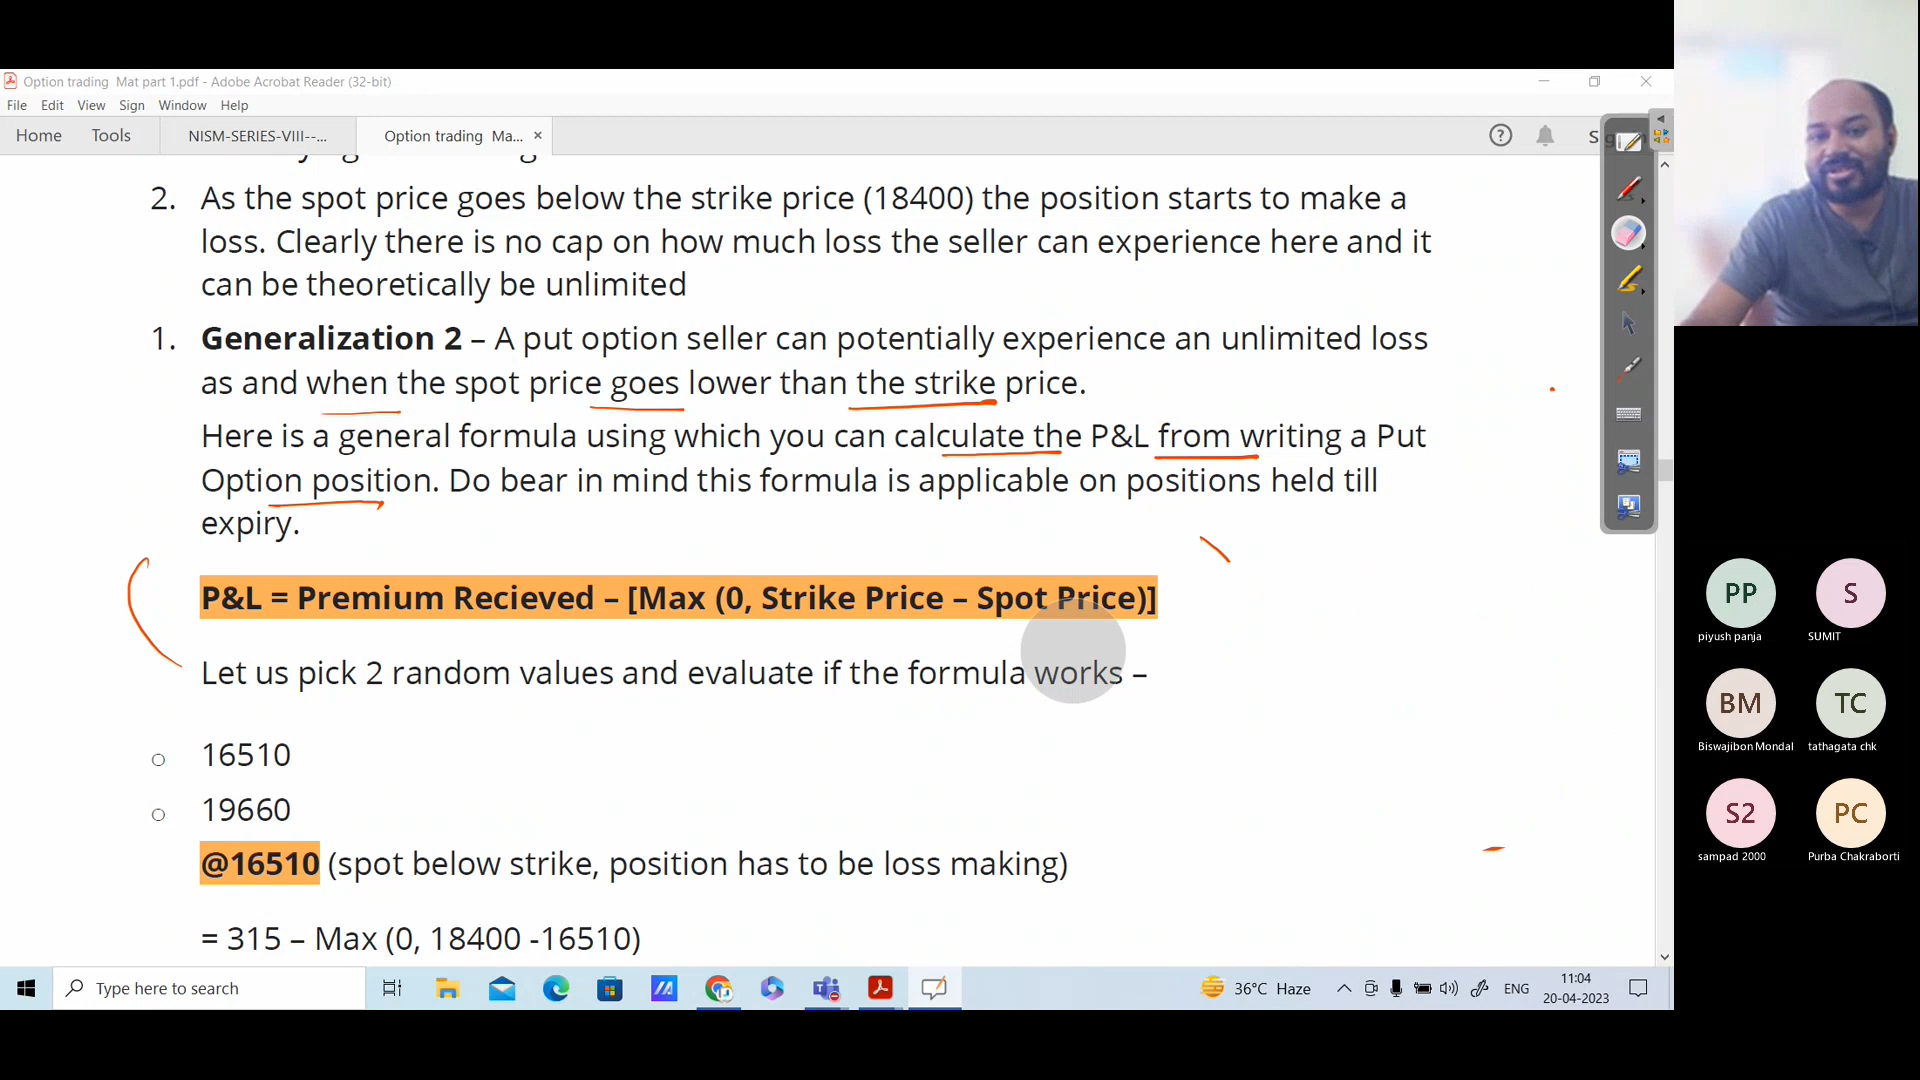 Option trading  Mat part 1.pdf - Adobe Acrobat Reader (32-bit)
File Edit View Sign Window Help
Home Tools NISM-SERIES-VIII--... Option trading  Ma... ×
2. As the spot price goes below the strike price (18400) the position starts to make a
loss. Clearly there is no cap on how much loss the seller can experience here and it
can be theoretically be unlimited
1. Generalization 2 – A put option seller can potentially experience an unlimited loss
as and when the spot price goes lower than the strike price.
Here is a general formula using which you can calculate the P&L from writing a Put
Option position. Do bear in mind this formula is applicable on positions held till
expiry.
P&L = Premium Recieved – [Max (0, Strike Price – Spot Price)]
Let us pick 2 random values and evaluate if the formula works –
○ 16510
○ 19660
@16510 (spot below strike, position has to be loss making)
= 315 – Max (0, 18400 -16510)
PP S
piyush panja SUMIT
BM TC
Biswajibon Mondal tathagata chk
S2 PC
sampad 2000 Purba Chakraborti
Type here to search
36°C Haze
ENG
11:04
20-04-2023